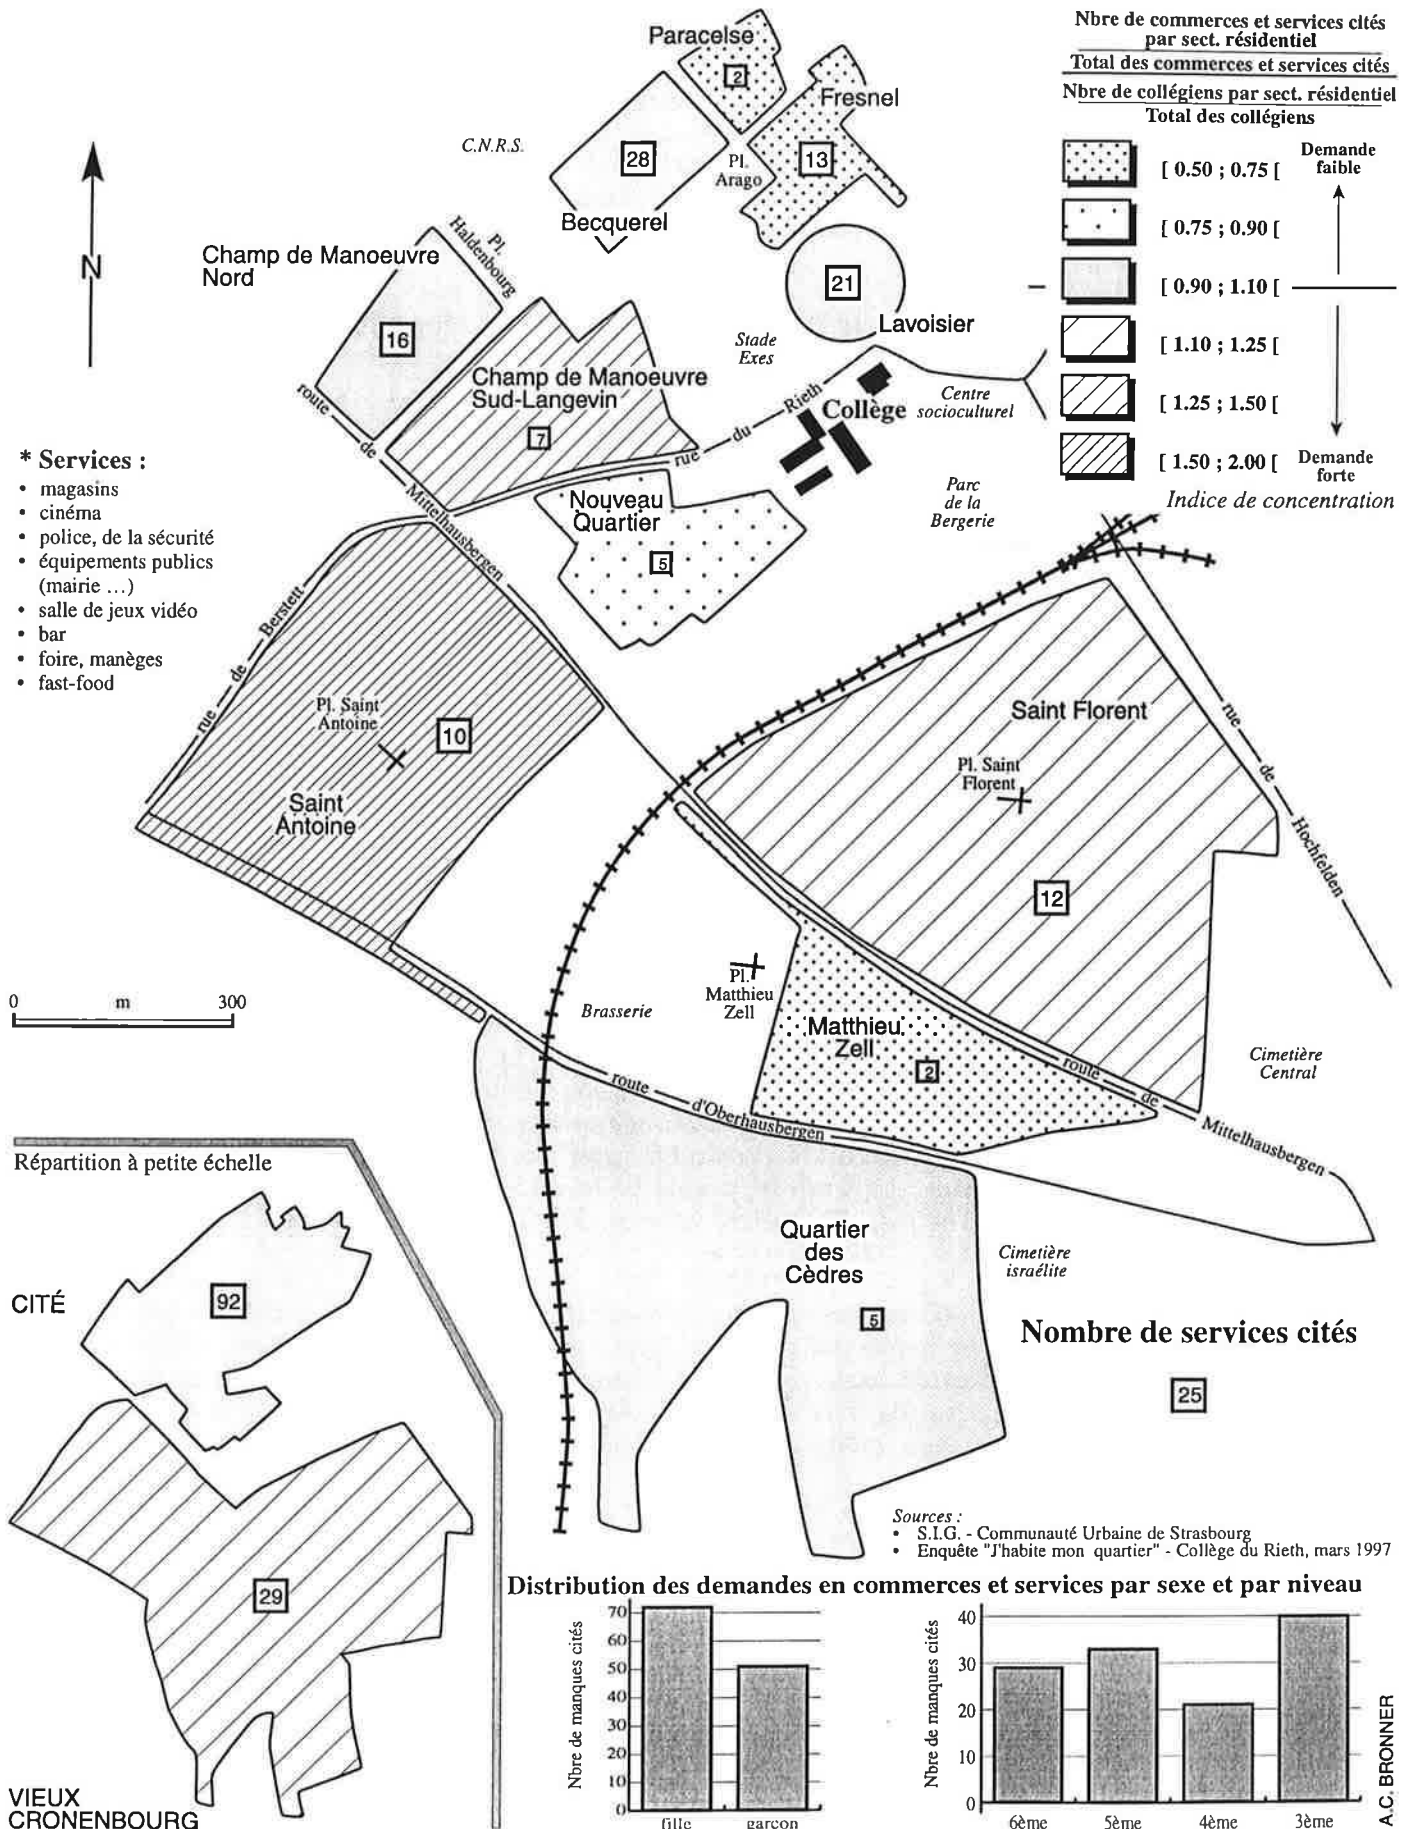 Nbre de commerces et services cités
par sect. résidentiel
Total des commerces et services cités
Nbre de collégiens par sect. résidentiel
Total des collégiens
[ 0.50 ; 0.75 [
Demande
faible
[ 0.75 ; 0.90 [
[ 0.90 ; 1.10 [
[ 1.10 ; 1.25 [
[ 1.25 ; 1.50 [
[ 1.50 ; 2.00 [
Demande
forte
Indice de concentration
Paracelse
2
Fresnel
13
C.N.R.S.
28
Pl.
Arago
Becquerel
N
Champ de Manoeuvre
Nord
Pl.
Haldenbourg
16
21
Lavoisier
Stade
Exes
Champ de Manoeuvre
Sud-Langevin
7
route de Mittelhausbergen
rue du Rieth
Collège
Centre
socioculturel
Parc
de la
Bergerie
* Services :
• magasins
• cinéma
• police, de la sécurité
• équipements publics
(mairie ...)
• salle de jeux vidéo
• bar
• foire, manèges
• fast-food
Nouveau
Quartier
5
rue de Berstett
Pl. Saint
Antoine
10
Saint
Antoine
Saint Florent
Pl. Saint
Florent
12
rue de Hochfelden
0 m 300
Brasserie
Pl.
Matthieu
Zell
Matthieu
Zell
2
Cimetière
Central
route d'Oberhausbergen
route de Mittelhausbergen
Répartition à petite échelle
CITÉ
92
29
VIEUX
CRONENBOURG
Quartier
des
Cèdres
5
Cimetière
israélite
Nombre de services cités
25
Sources :
• S.I.G. - Communauté Urbaine de Strasbourg
• Enquête "J'habite mon quartier" - Collège du Rieth, mars 1997
Distribution des demandes en commerces et services par sexe et par niveau
Nbre de manques cités
70
60
50
40
30
20
10
0
fille garçon
Nbre de manques cités
40
30
20
10
0
6ème 5ème 4ème 3ème
A.C. BRONNER